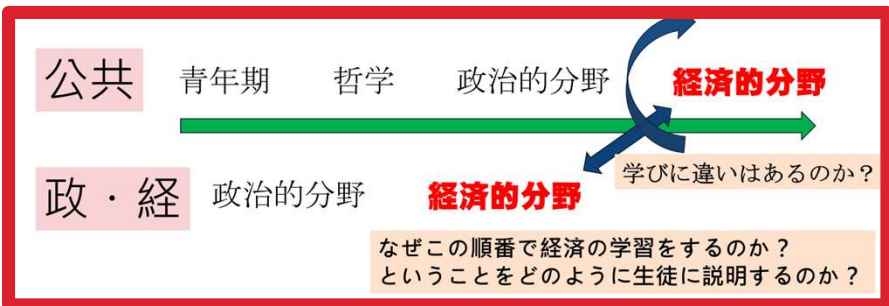 公共 青年期 哲学 政治的分野 経済的分野
学びに違いはあるのか？
政・経 政治的分野 経済的分野
なぜこの順番で経済の学習をするのか？
ということをどのように生徒に説明するのか？